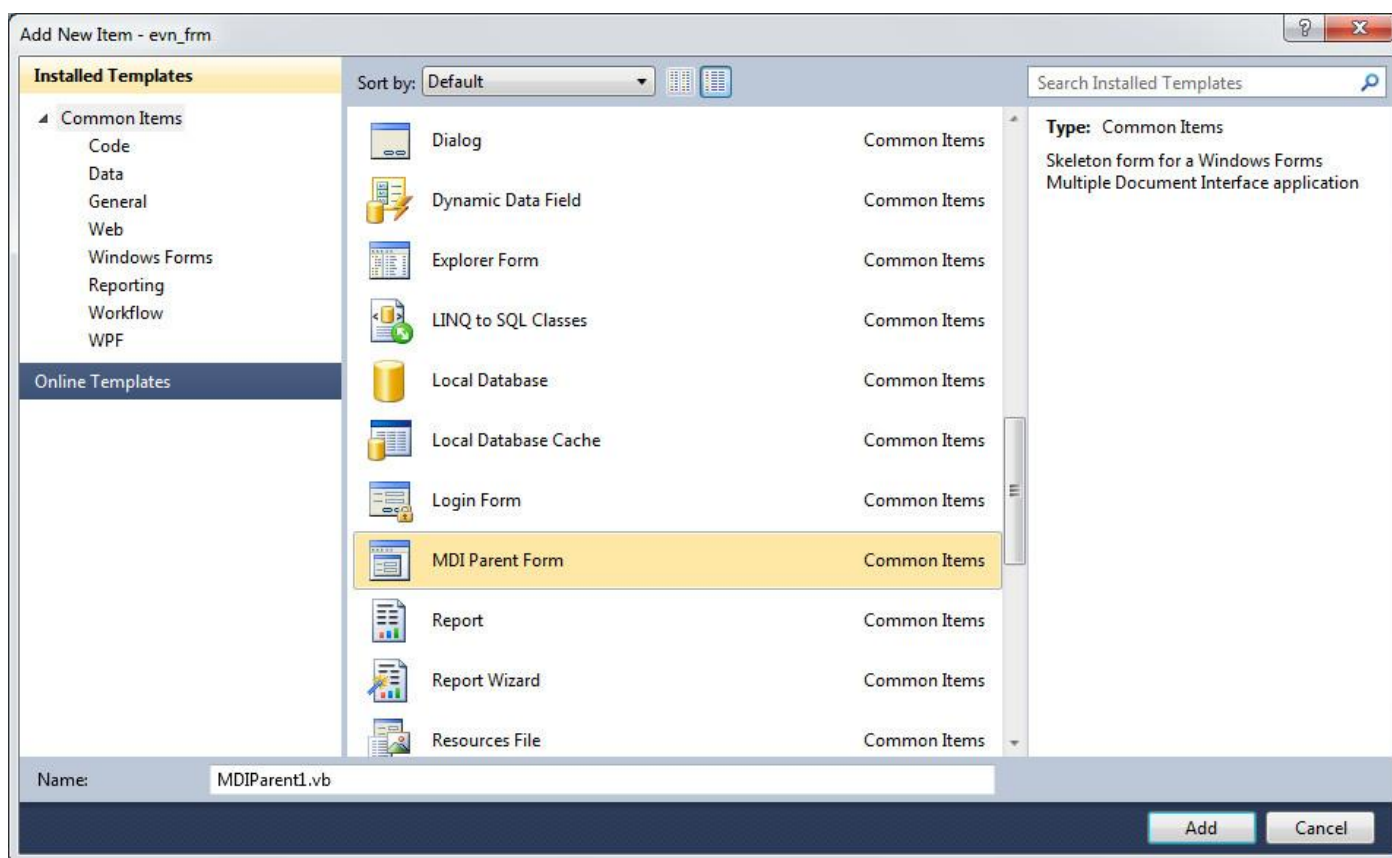 Add New Item - evn_frm
Installed Templates
Sort by: Default
Search Installed Templates
Common Items
Code
Data
General
Web
Windows Forms
Reporting
Workflow
WPF
Online Templates
Dialog Common Items
Dynamic Data Field Common Items
Explorer Form Common Items
LINQ to SQL Classes Common Items
Local Database Common Items
Local Database Cache Common Items
Login Form Common Items
MDI Parent Form Common Items
Report Common Items
Report Wizard Common Items
Resources File Common Items
Type: Common Items
Skeleton form for a Windows Forms
Multiple Document Interface application
Name: MDIParent1.vb
Add Cancel